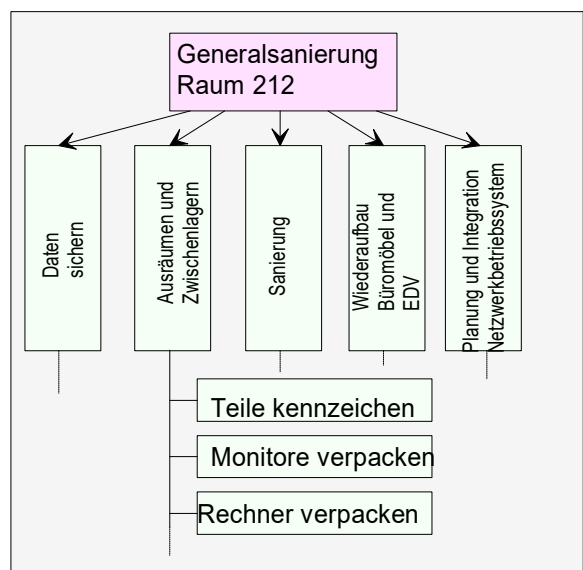 Generalsanierung
Raum 212
Daten
sichern
Ausräumen und
Zwischenlagern
Sanierung
Wiederaufbau
Büromöbel und
EDV
Planung und Integration
Netzwerkbetriebssystem
Teile kennzeichen
Monitore verpacken
Rechner verpacken